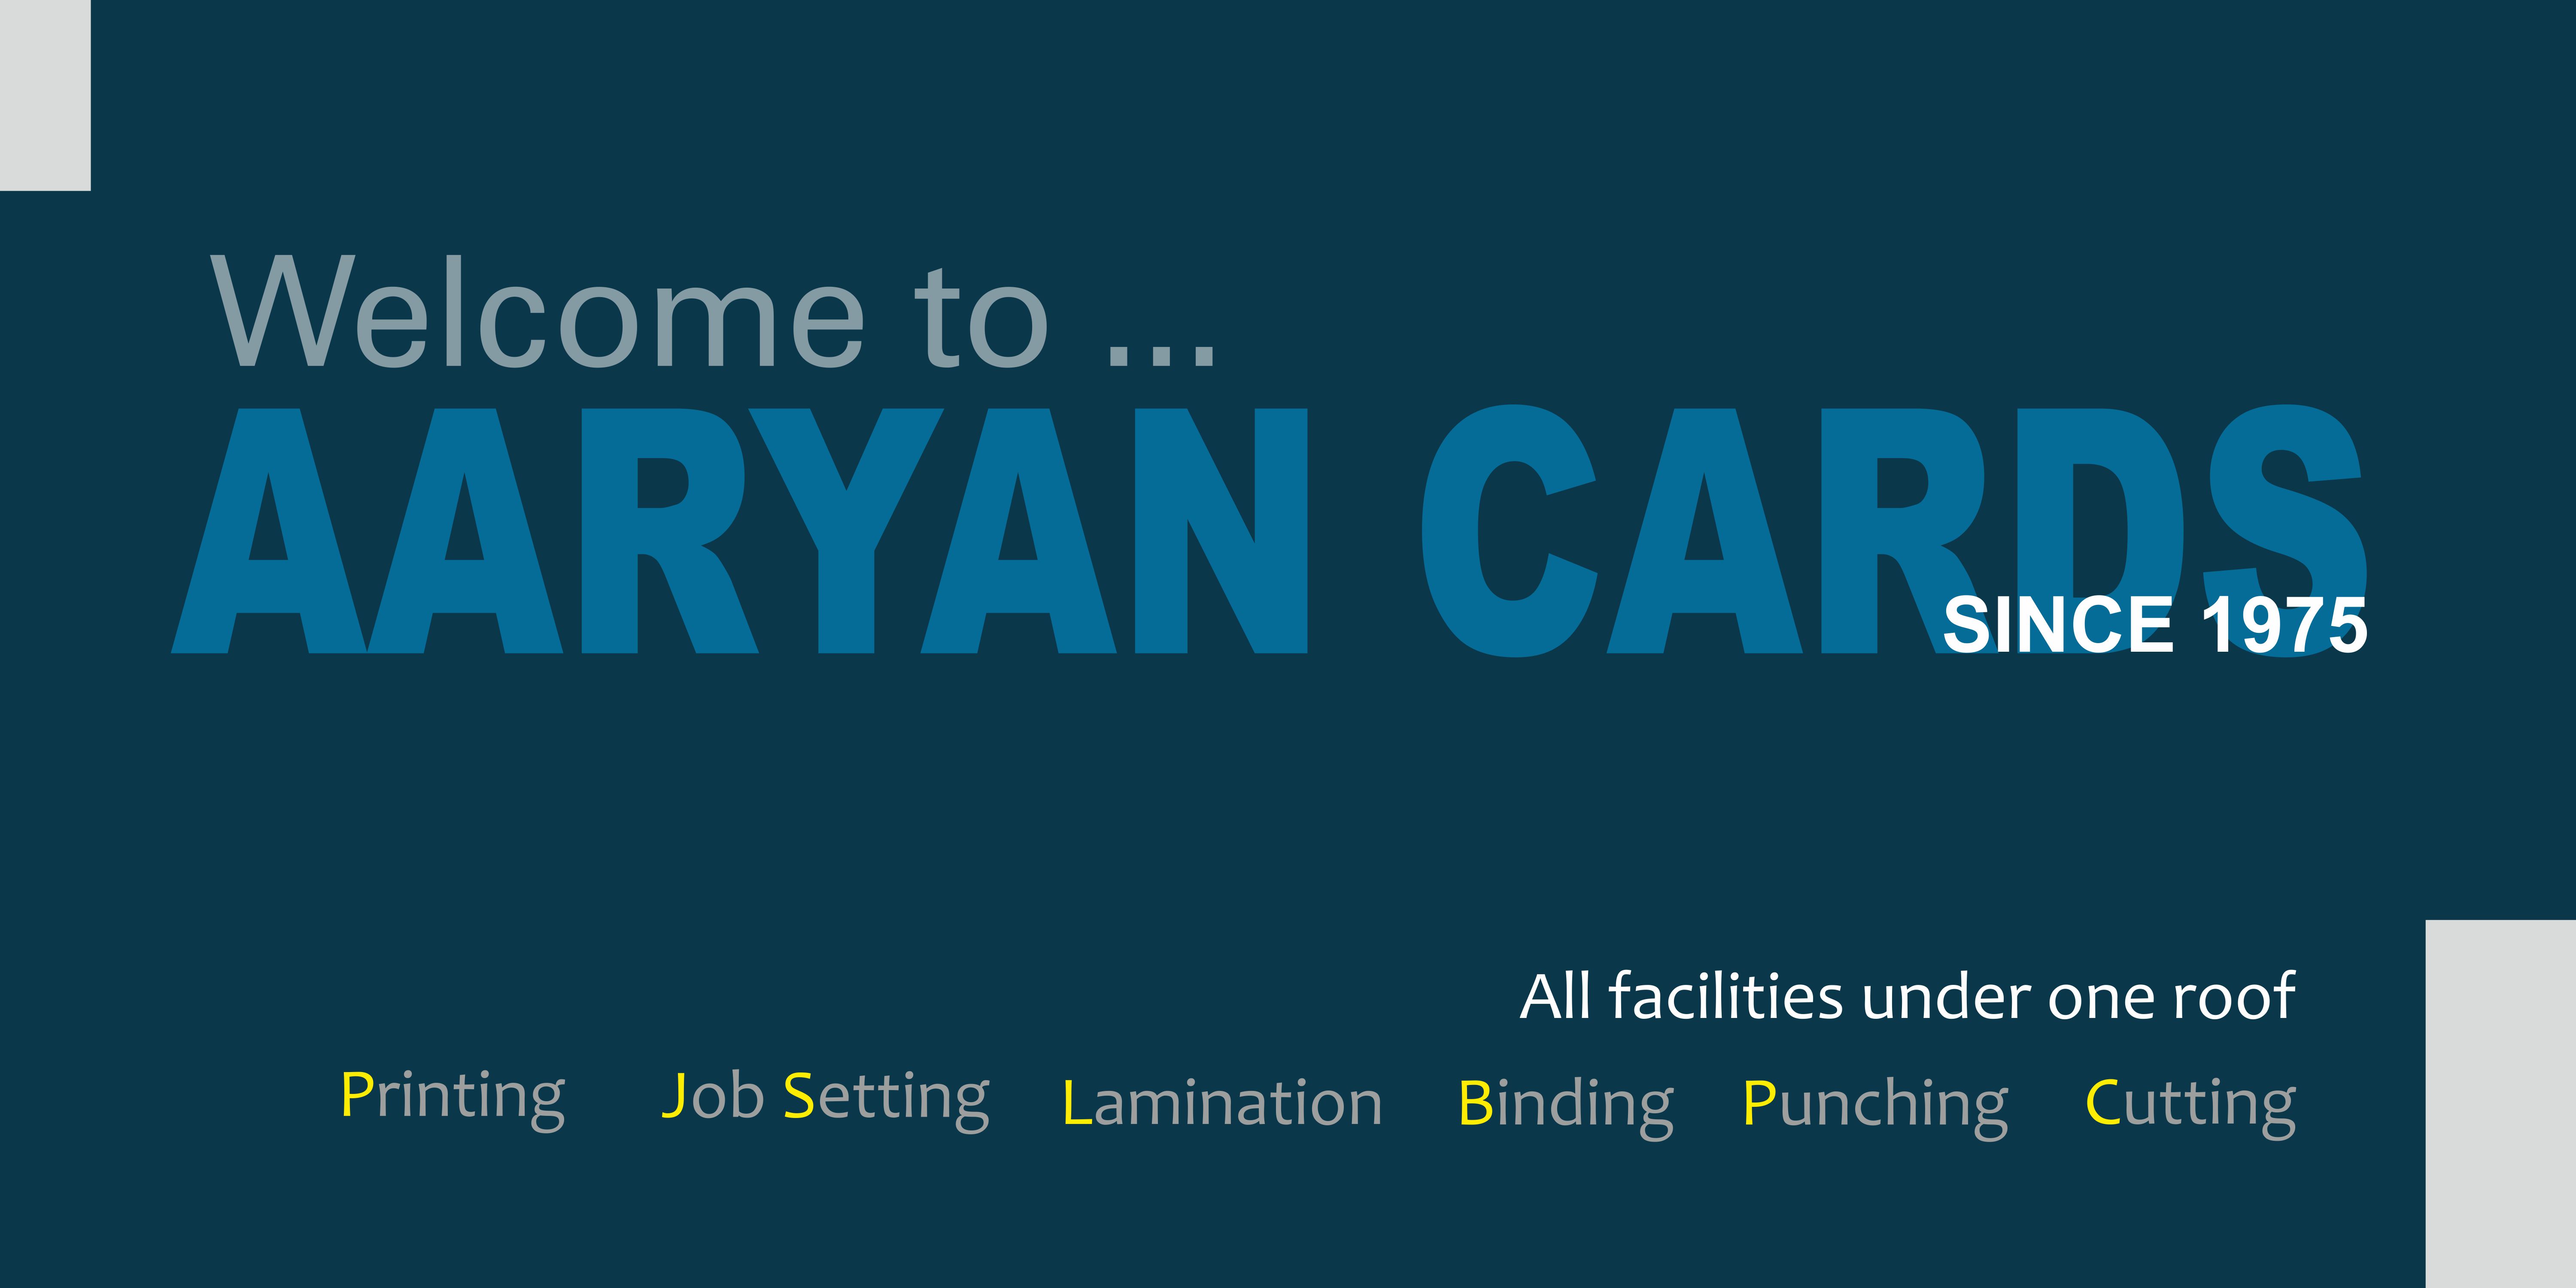 Welcome to ...
AARYAN CARDS
SINCE 1975
All facilities under one roof
Printing Job Setting Lamination Binding Punching Cutting